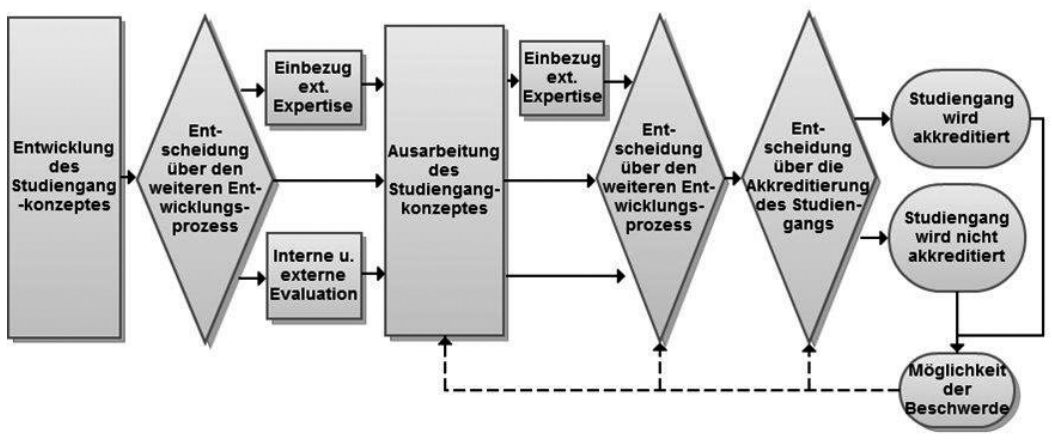 Entwicklung
des
Studiengang
-konzeptes
Ent-
scheidung
über den
weiteren Ent-
wicklungs-
prozess
Einbezug
ext.
Expertise
Interne u.
externe
Evaluation
Ausarbeitung
des
Studiengang-
konzeptes
Einbezug
ext.
Expertise
Ent-
scheidung
über den
weiteren Ent-
wicklungs-
prozess
Ent-
scheidung
über die
Akkreditierung
des Studien-
gangs
Studiengang
wird
akkreditiert
Studiengang
wird nicht
akkreditiert
Möglichkeit
der
Beschwerde